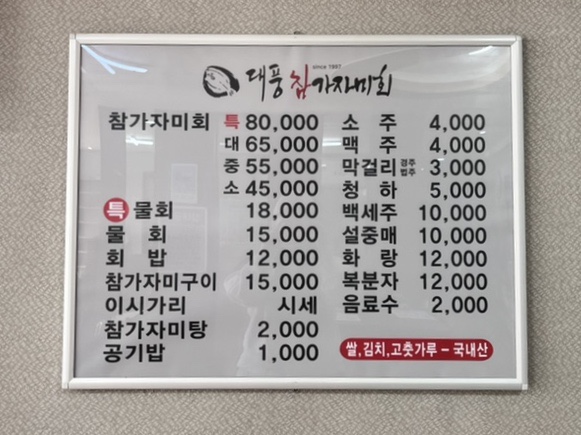 since 1997
대풍 참가자미회
참가자미회 특 80,000
대 65,000
중 55,000
소 45,000
특 물회 18,000
물 회 15,000
회 밥 12,000
참가자미구이 15,000
이시가리 시세
참가자미탕 2,000
공기밥 1,000
소 주 4,000
맥 주 4,000
막걸리 경주법주 3,000
청 하 5,000
백세주 10,000
설중매 10,000
화 랑 12,000
복분자 12,000
음료수 2,000
쌀,김치,고춧가루 - 국내산